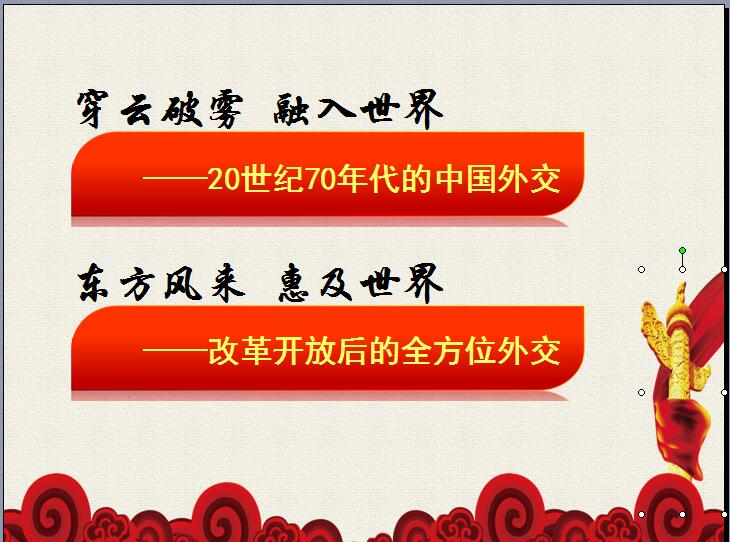 穿云破雾 融入世界
——20世纪70年代的中国外交
东方风来 惠及世界
——改革开放后的全方位外交